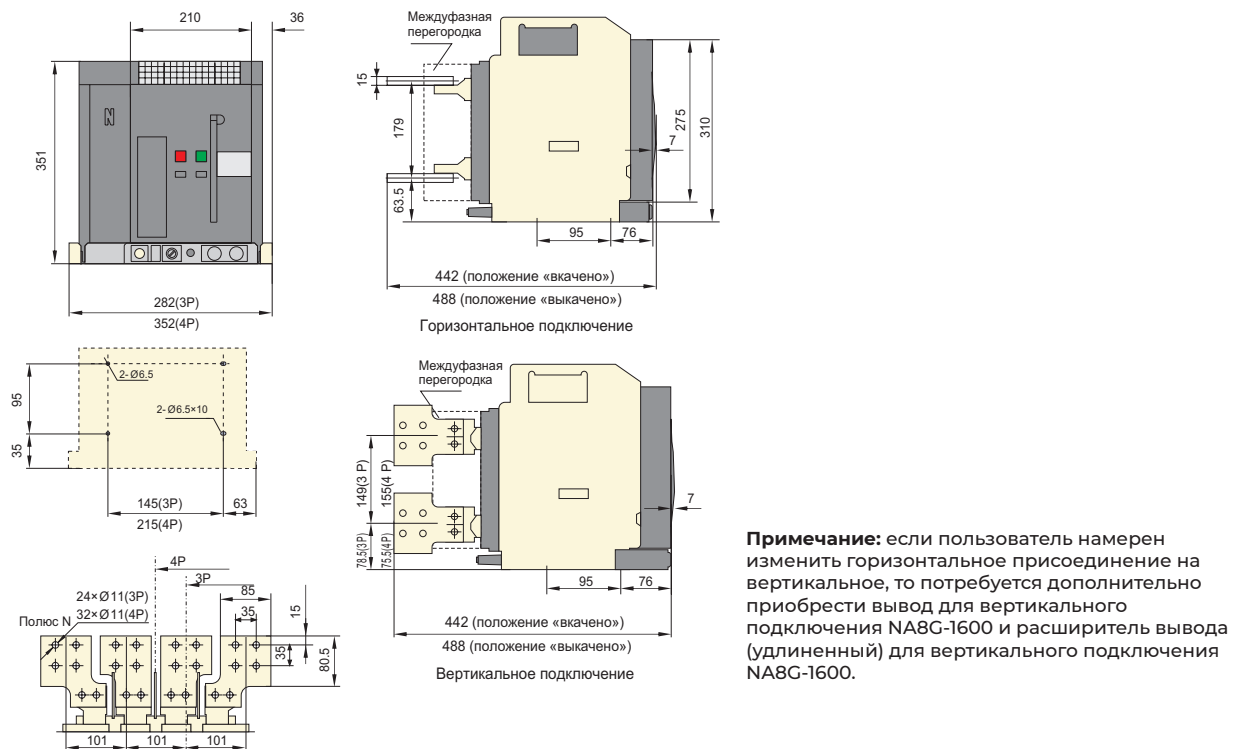 210
36
351
282(3P)
352(4P)
Междуфазная
перегородка
15
179
63.5
275
310
7
95
76
442 (положение «вкачено»)
488 (положение «выкачено»)
Горизонтальное подключение
2-Ø6.5
2-Ø6.5×10
95
35
145(3P)
215(4P)
63
Междуфазная
перегородка
149(3 P)
155(4 P)
78.5(3P)
75.5(4P)
7
95
76
442 (положение «вкачено»)
488 (положение «выкачено»)
Вертикальное подключение
4P
3P
24×Ø11(3P)
32×Ø11(4P)
Полюс N
85
35
15
35
80.5
101
101
101
Примечание: если пользователь намерен
изменить горизонтальное присоединение на
вертикальное, то потребуется дополнительно
приобрести вывод для вертикального
подключения NA8G-1600 и расширитель вывода
(удлиненный) для вертикального подключения
NA8G-1600.